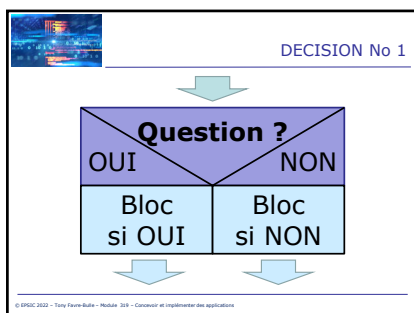 DECISION No 1
Question ?
OUI NON
Bloc
si OUI
Bloc
si NON
© EPSIC 2022 – Tony Favre-Bulle – Module 319 – Concevoir et implémenter des applications